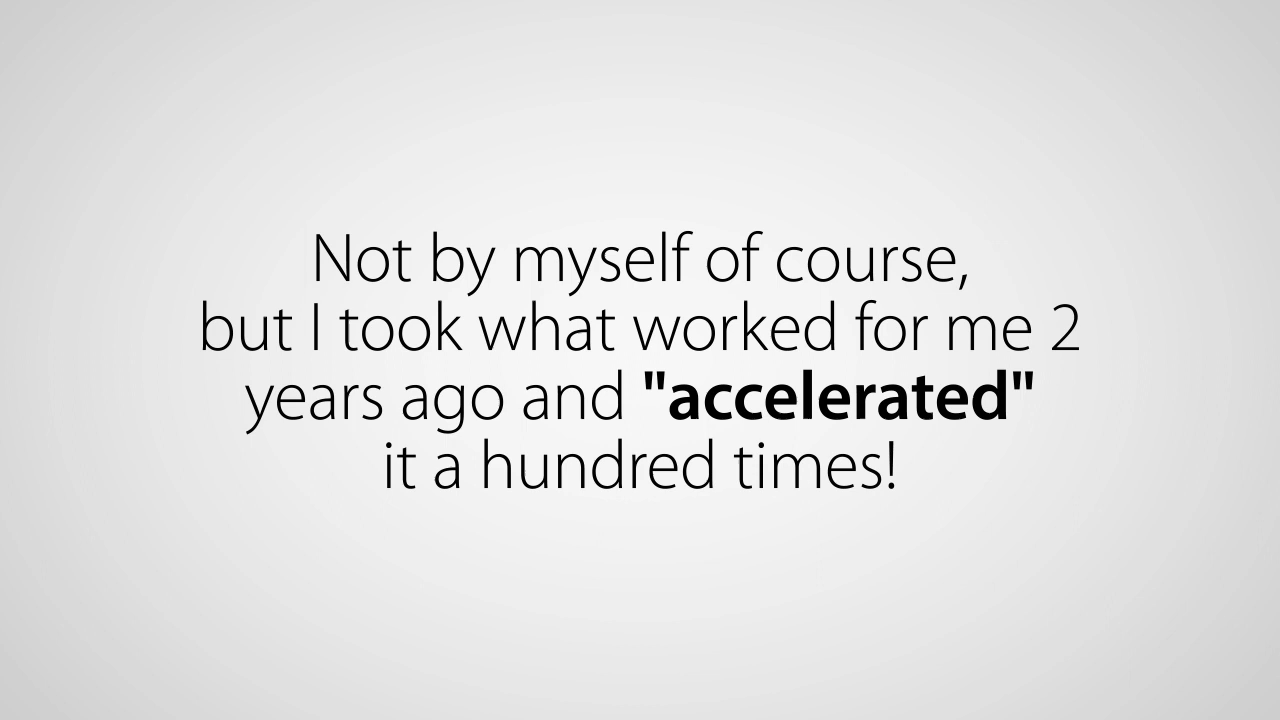 Not by myself of course,
but I took what worked for me 2
years ago and "accelerated"
it a hundred times!